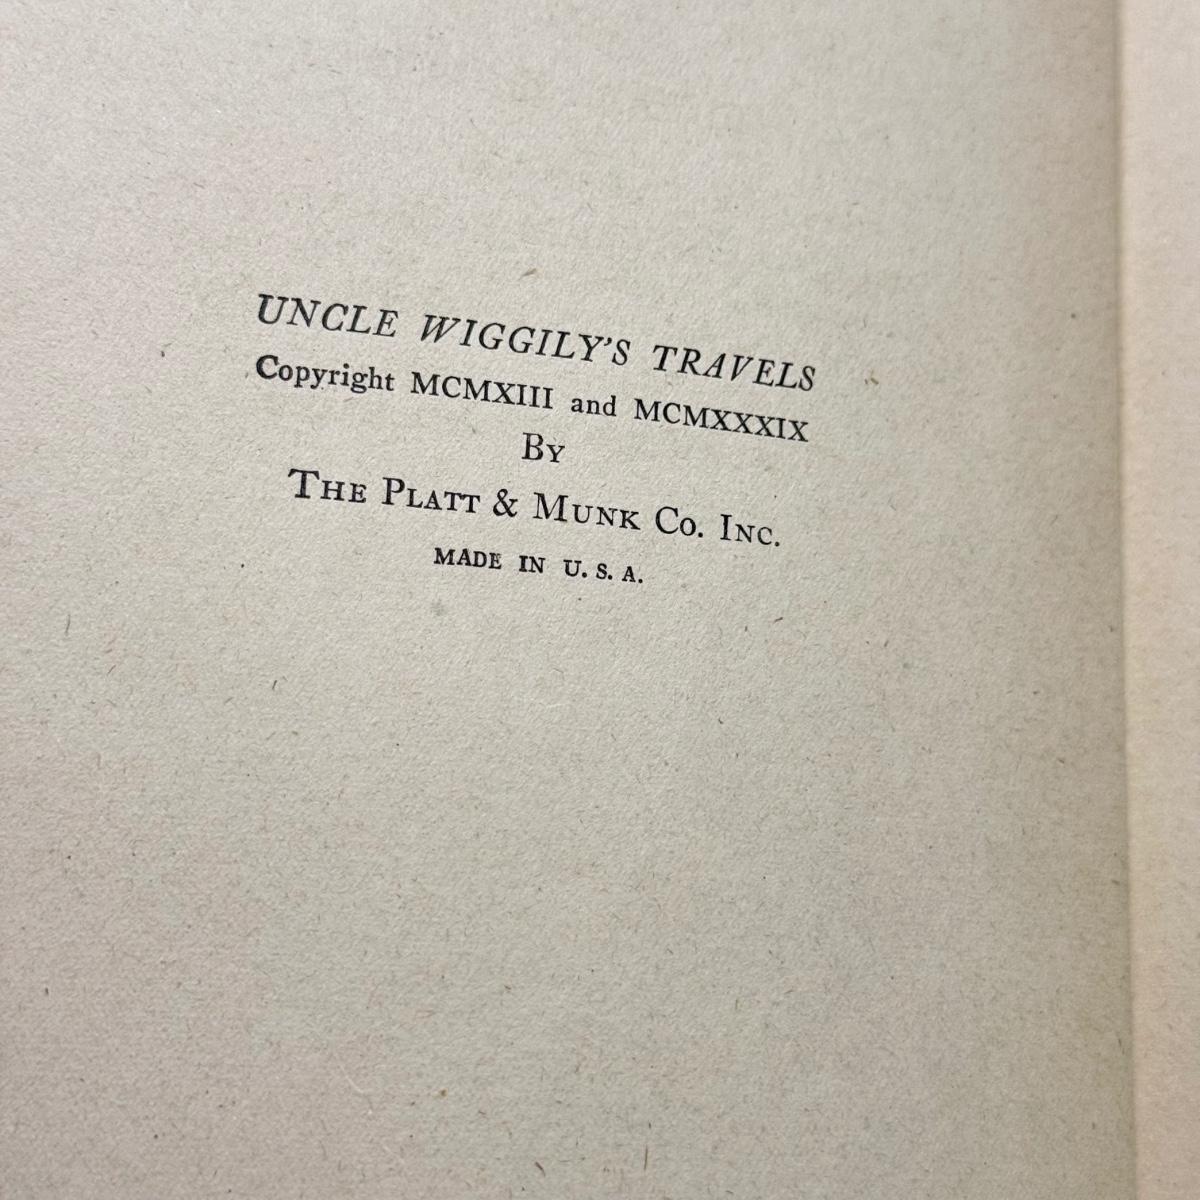 UNCLE WIGGILY'S TRAVELS
Copyright MCMXIII and MCMXXXIX
By
The Platt & Munk Co. Inc.
MADE IN U. S. A.